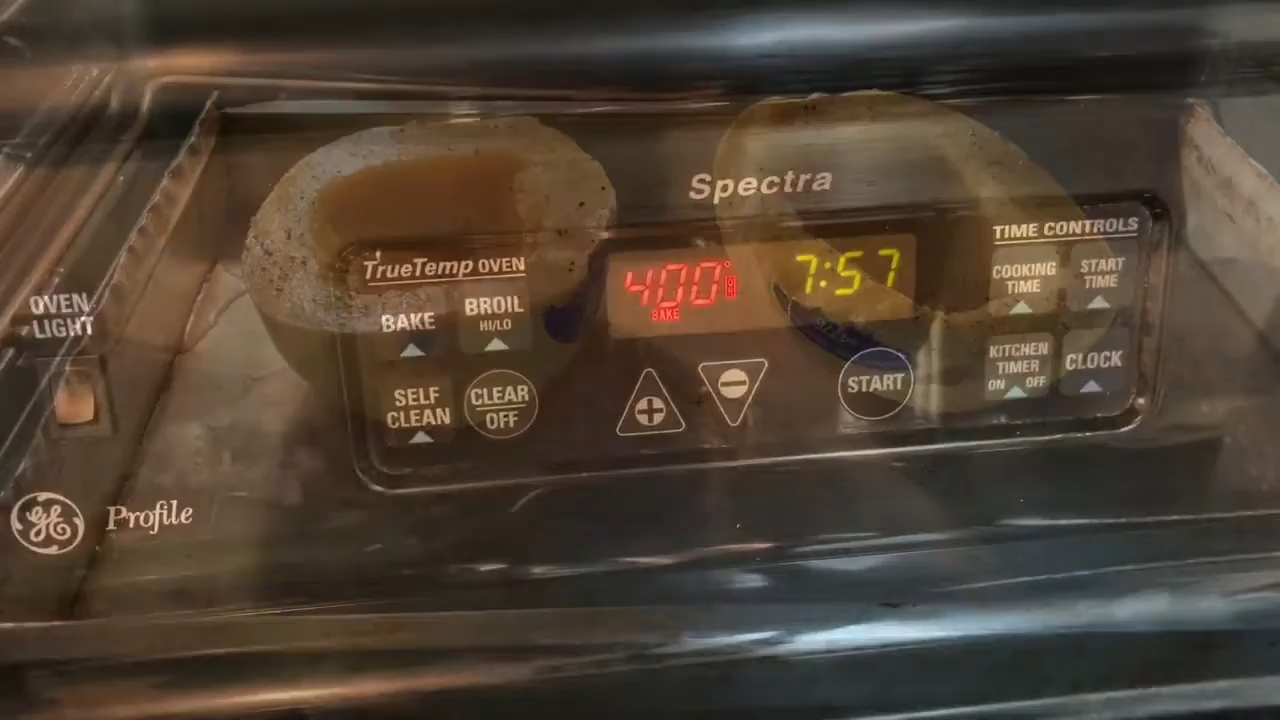 Spectra
TrueTemp OVEN
TIME CONTROLS
400°
BAKE
7:57
OVEN
LIGHT
BAKE
BROIL
HI/LO
COOKING
TIME
START
TIME
SELF
CLEAN
CLEAR
OFF
START
KITCHEN
TIMER
ON OFF
CLOCK
GE Profile